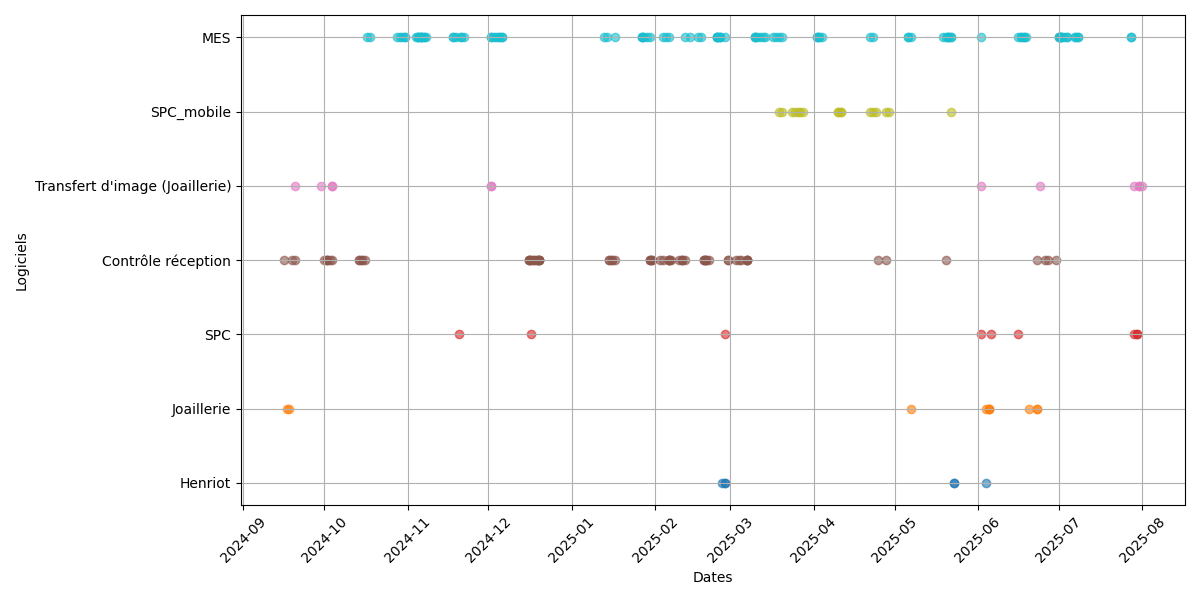 MES
SPC_mobile
Transfert d'image (Joaillerie)
Contrôle réception
SPC
Joaillerie
Henriot
Logiciels
2024-09
2024-10
2024-11
2024-12
2025-01
2025-02
2025-03
2025-04
2025-05
2025-06
2025-07
2025-08
Dates